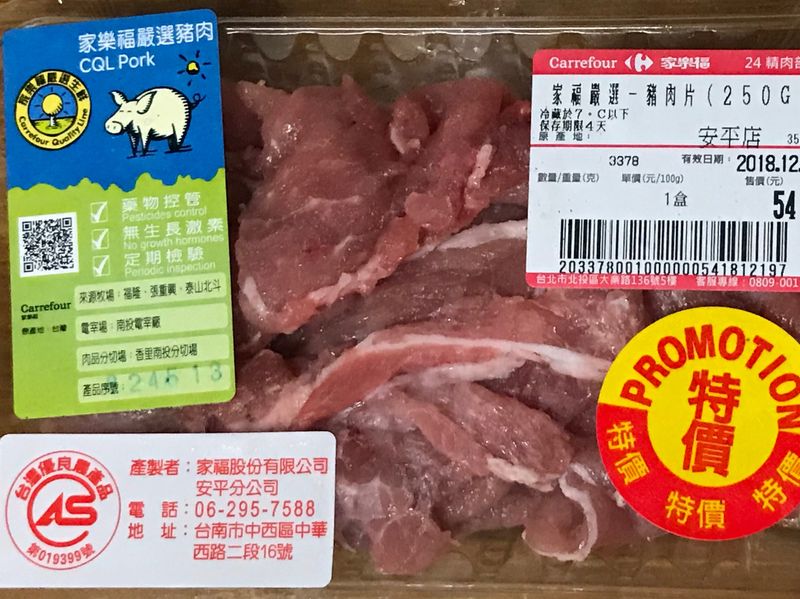 家樂福嚴選豬肉
CQL Pork
家樂福嚴選生鮮
Carrefour Quality Line
藥物控管
Pesticides control
無生長激素
No growth hormones
定期檢驗
Periodic inspection
Carrefour
家樂福
原產地：台灣
來源牧場：福隆、張重興、泰山北斗
電宰場：南投電宰廠
肉品分切場：香里南投分切場
產品序號：
24513
Carrefour 家樂福 24 精肉部
家福嚴選－豬肉片(250G
冷藏於7°C以下
保存期限4天
原產地：
安平店 35
3378 有效日期：2018.12.
數量/重量(克) 單價(元/100g) 售價(元)
1盒 54
203378001000000541812197
台北市北投區大業路136號5樓 客服專線：0809-001
PROMOTION
特價
特價
特價
特價
台灣優良農產品
CAS
第019399號
產製者：家福股份有限公司
安平分公司
電話：06-295-7588
地址：台南市中西區中華
西路二段16號